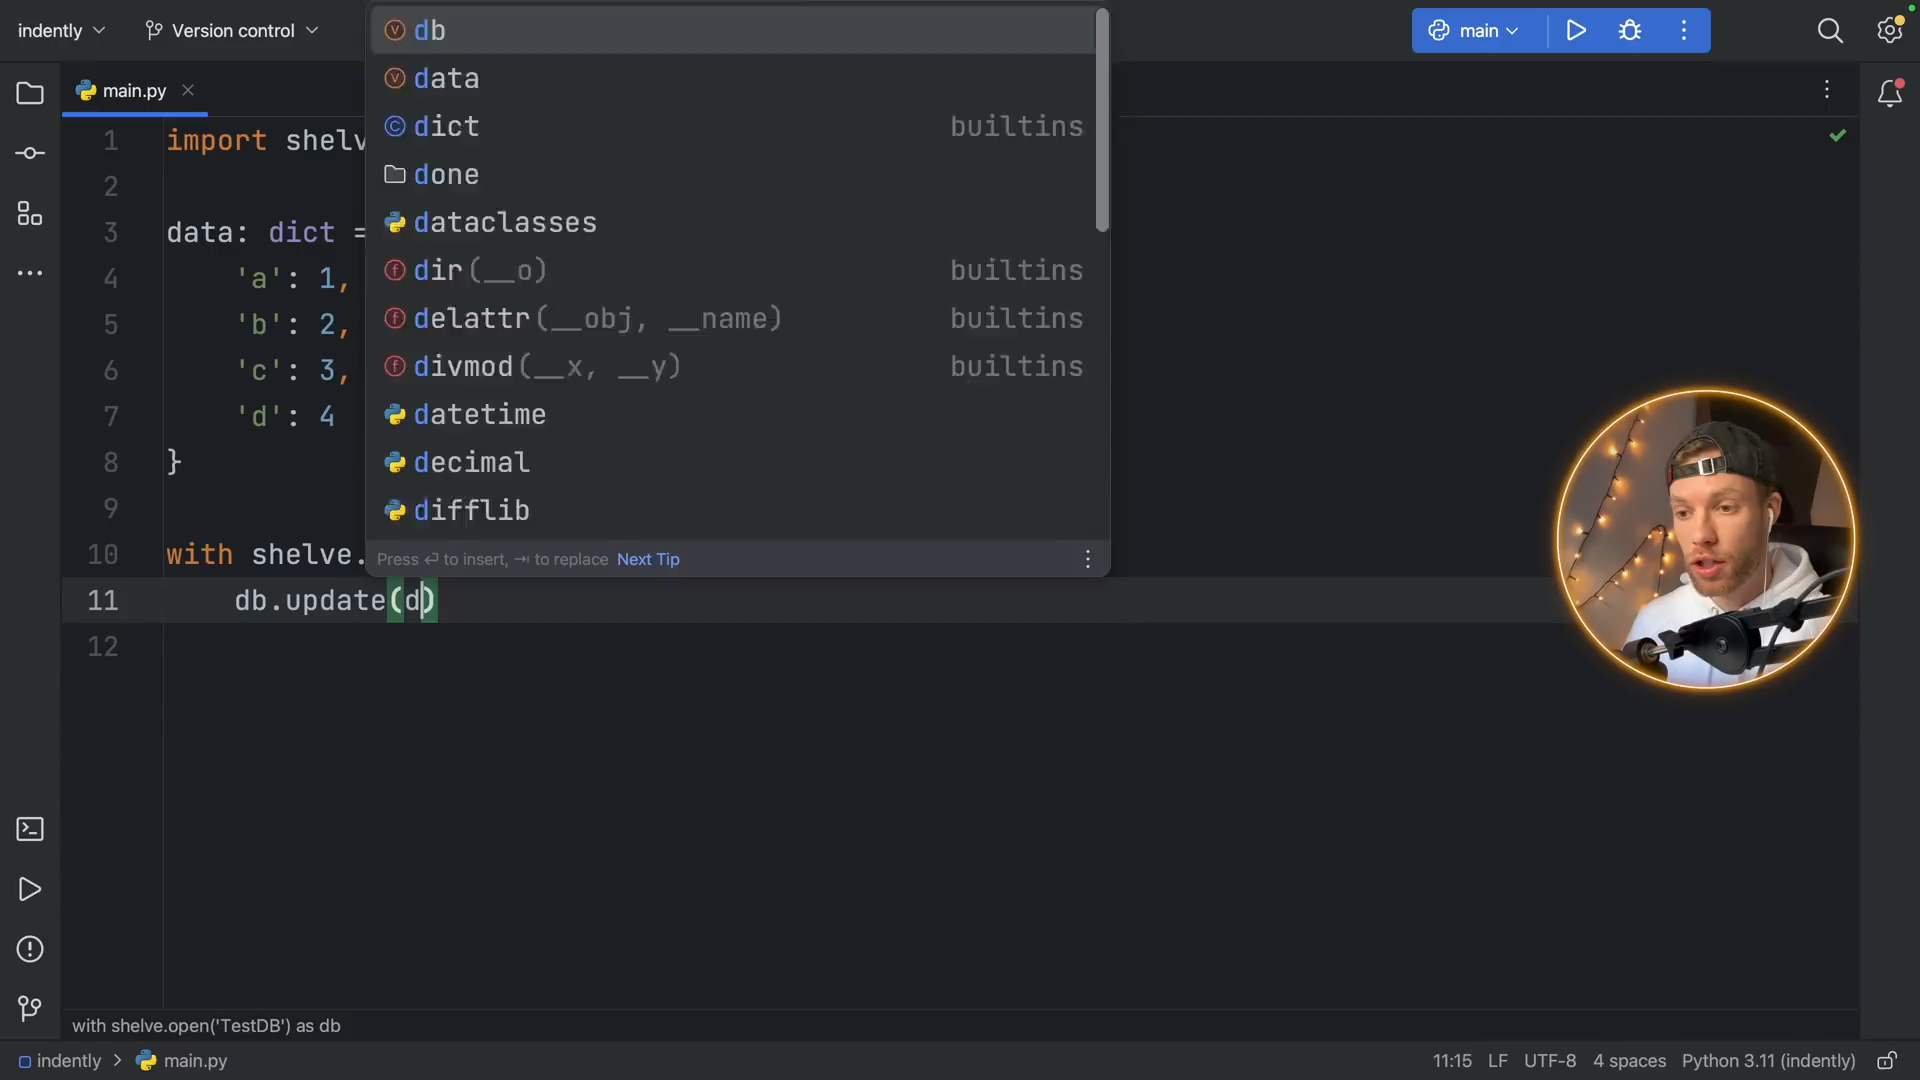 indently
Version control
main
main.py
1 import shelv
2
3 data: dict =
4 'a': 1,
5 'b': 2,
6 'c': 3,
7 'd': 4
8 }
9
10 with shelve.
11 db.update(d)
12
db
data
dict builtins
done
dataclasses
dir(__o) builtins
delattr(__obj, __name) builtins
divmod(__x, __y) builtins
datetime
decimal
difflib
Press ↵ to insert, ⇥ to replace Next Tip
with shelve.open('TestDB') as db
indently > main.py
11:15 LF UTF-8 4 spaces Python 3.11 (indently)